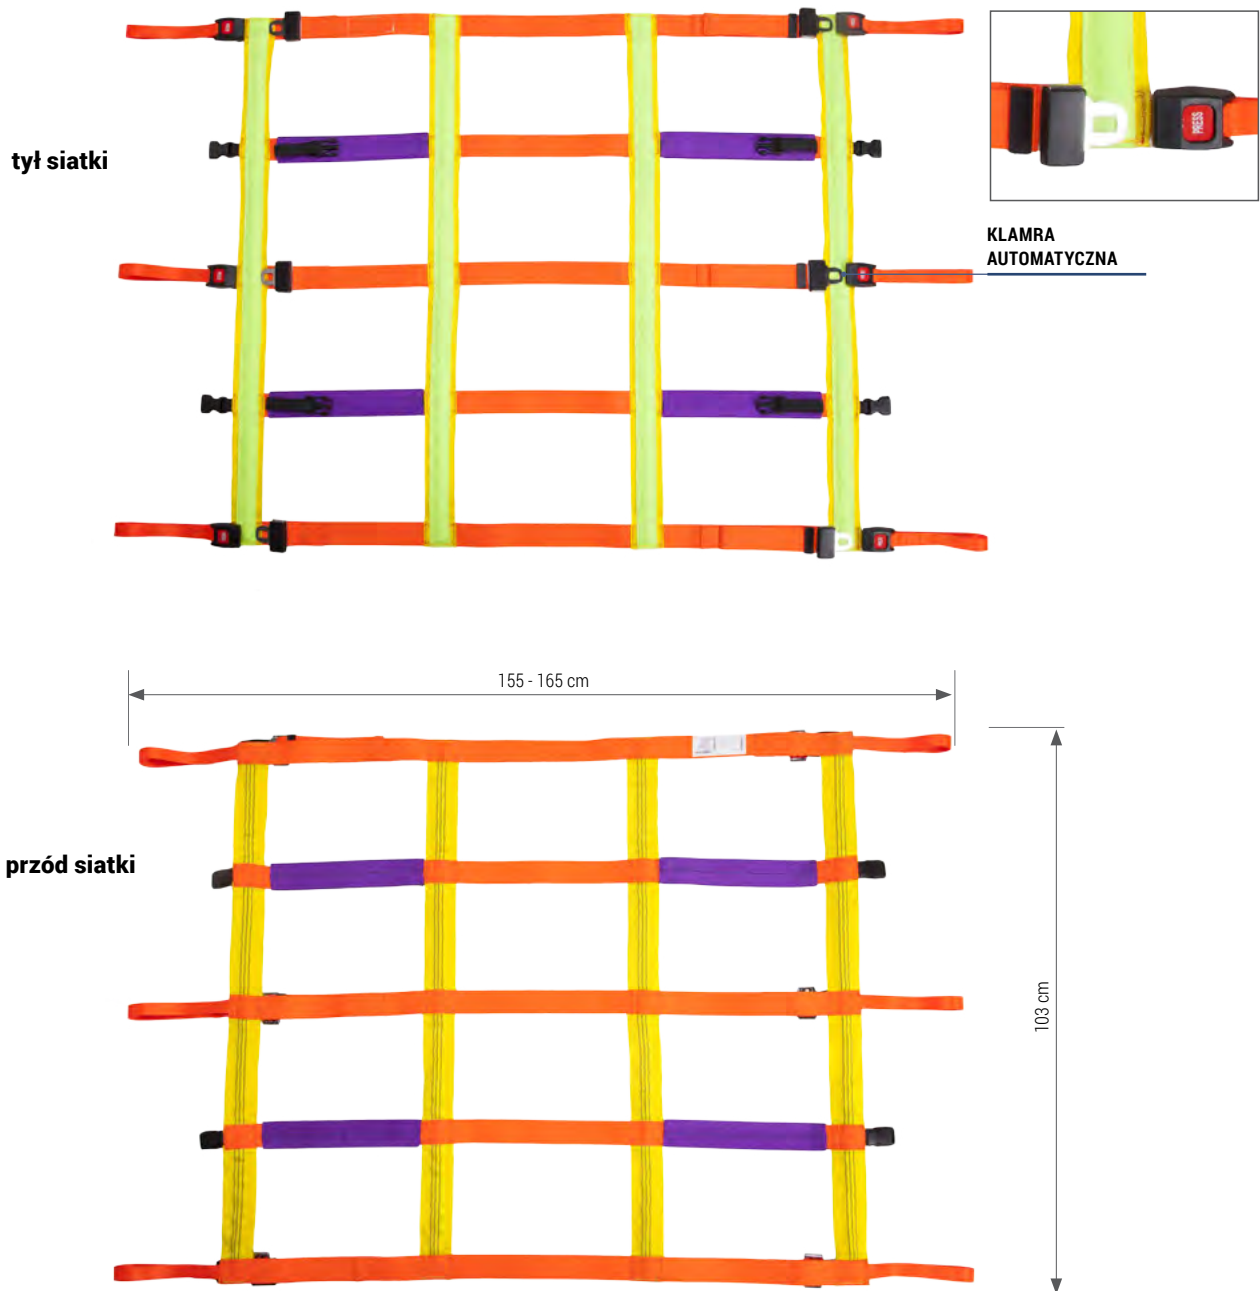 tył siatki
PRESS
KLAMRA
AUTOMATYCZNA
155 - 165 cm
przód siatki
103 cm